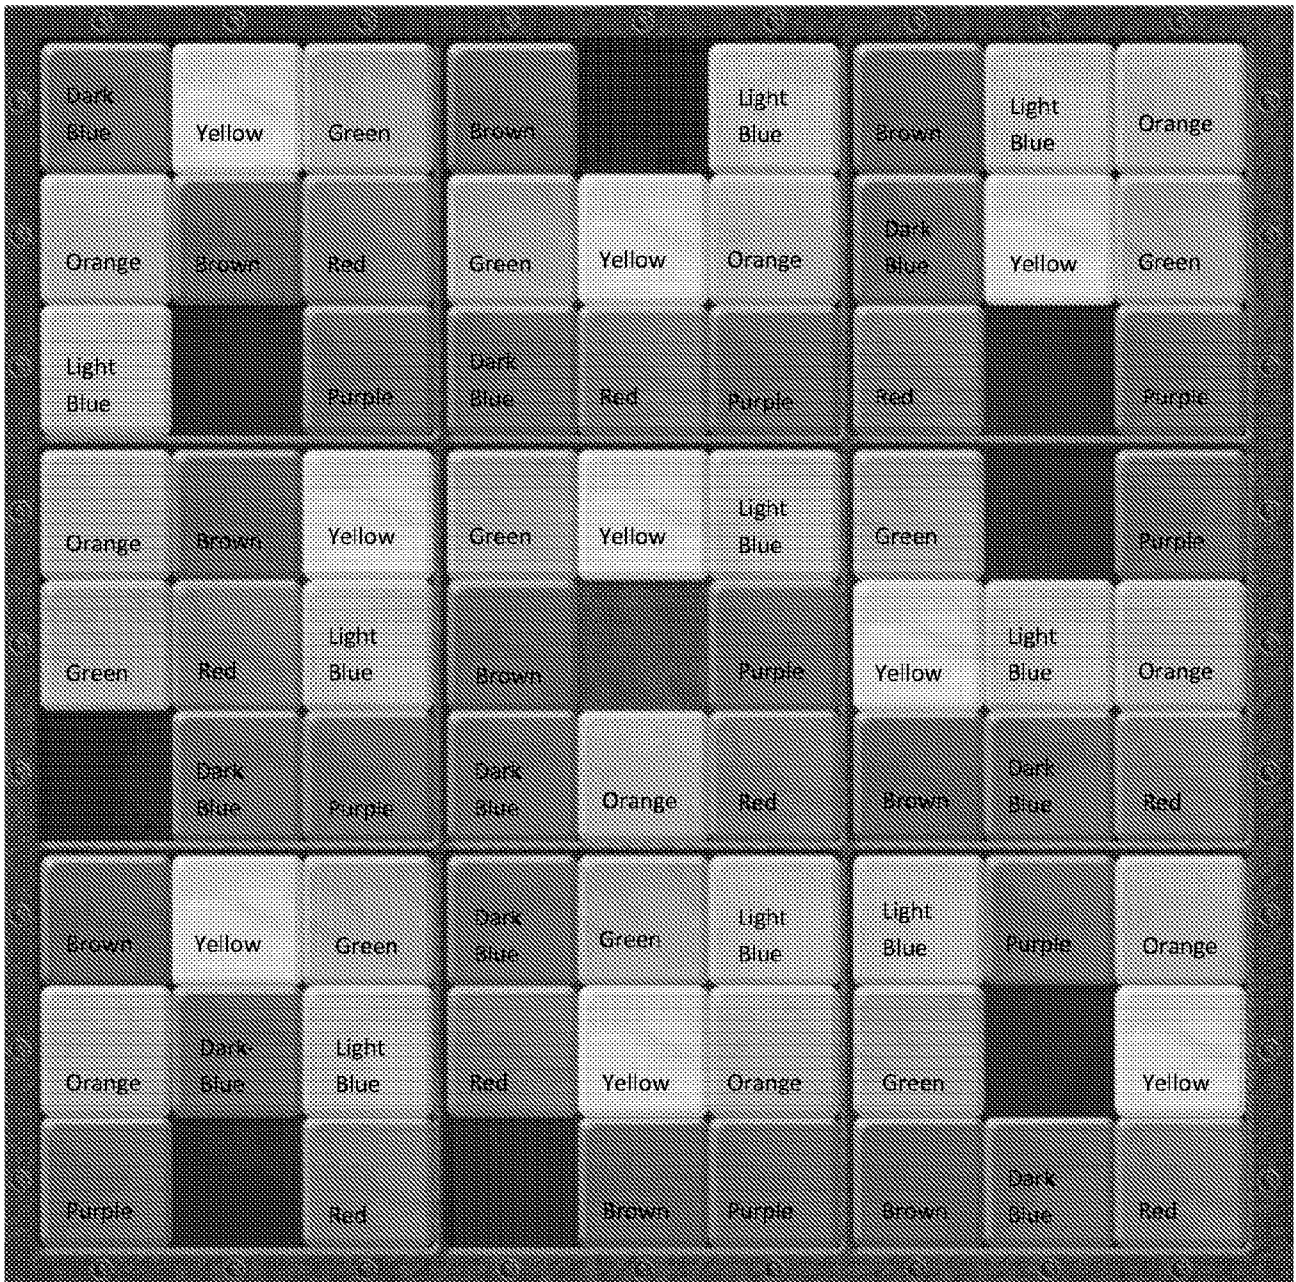 Dark
Blue
Yellow
Green
Brown
Light
Blue
Brown
Light
Blue
Orange
Orange
Brown
Red
Green
Yellow
Orange
Dark
Blue
Yellow
Green
Light
Blue
Purple
Dark
Blue
Red
Purple
Red
Purple
Orange
Brown
Yellow
Green
Yellow
Light
Blue
Green
Purple
Green
Red
Light
Blue
Brown
Purple
Yellow
Light
Blue
Orange
Dark
Blue
Purple
Dark
Blue
Orange
Red
Brown
Dark
Blue
Red
Brown
Yellow
Green
Dark
Blue
Green
Light
Blue
Light
Blue
Purple
Orange
Orange
Dark
Blue
Light
Blue
Red
Yellow
Orange
Green
Yellow
Purple
Red
Brown
Purple
Brown
Dark
Blue
Red